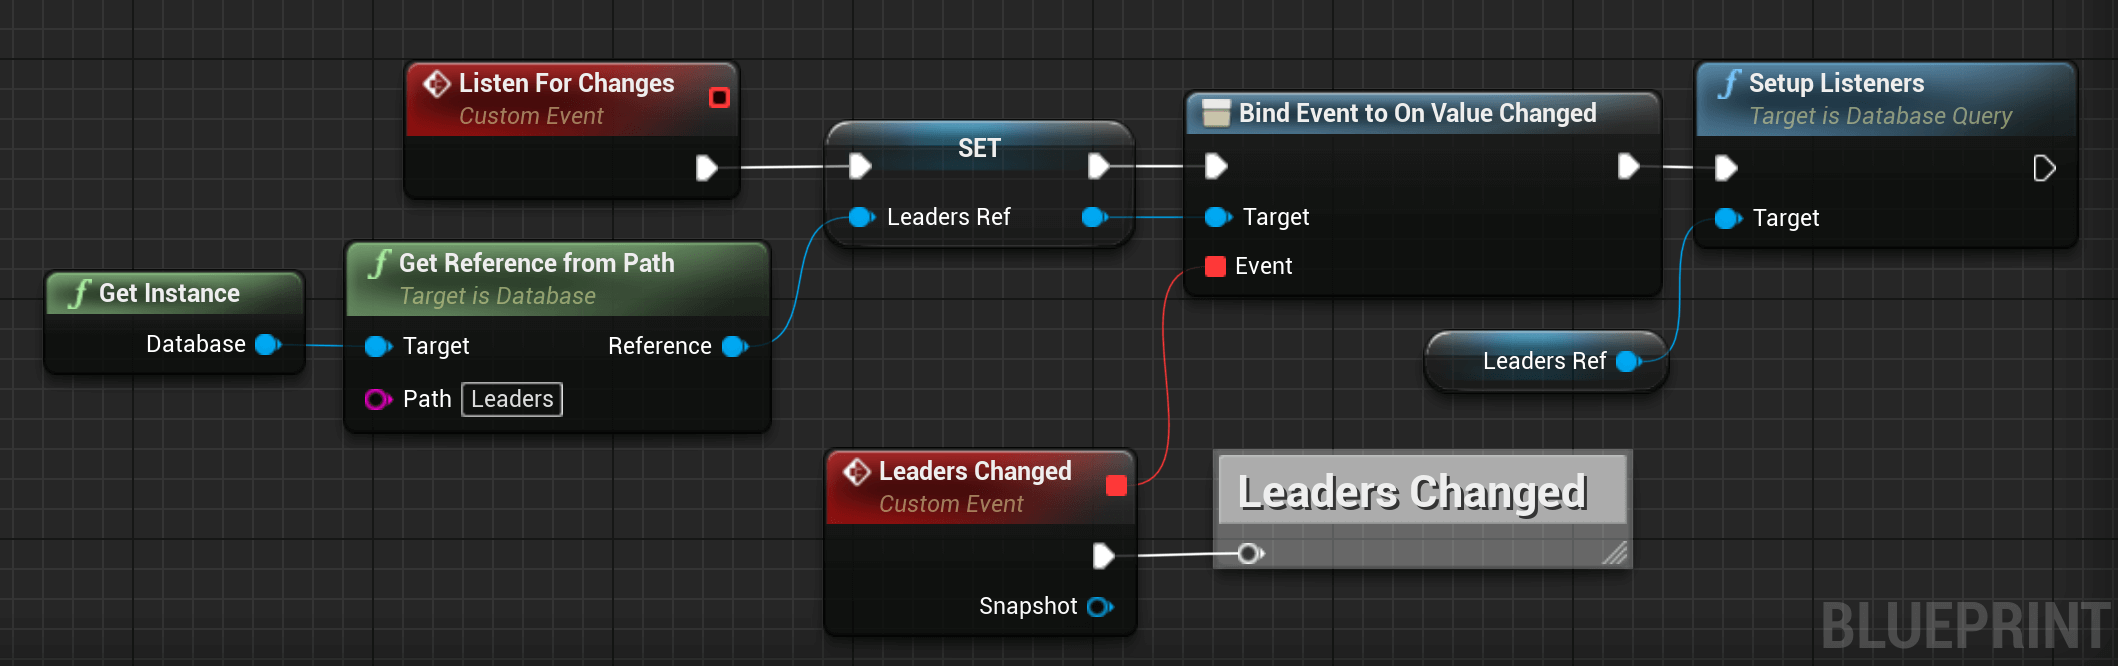 Listen For Changes
Custom Event
SET
Leaders Ref
Bind Event to On Value Changed
Target
Event
Setup Listeners
Target is Database Query
Target
Get Instance
Database
Get Reference from Path
Target is Database
Target
Reference
Path
Leaders
Leaders Ref
Leaders Changed
Custom Event
Snapshot
Leaders Changed
BLUEPRINT